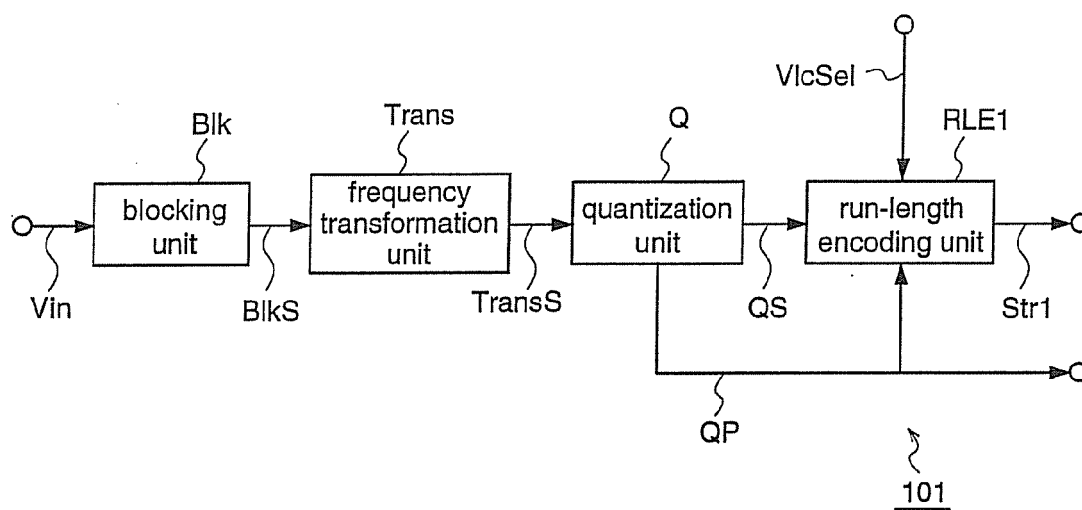 VlcSel
Blk
Trans
Q
RLE1
blocking
unit
frequency
transformation
unit
quantization
unit
run-length
encoding unit
Vin
BlkS
TransS
QS
Str1
QP
101